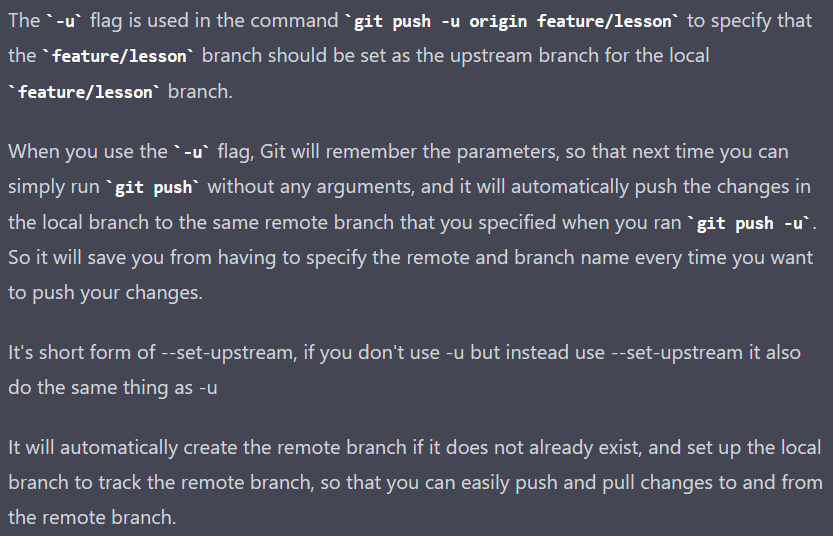 The `-u` flag is used in the command `git push -u origin feature/lesson` to specify that
the `feature/lesson` branch should be set as the upstream branch for the local
`feature/lesson` branch.
When you use the `-u` flag, Git will remember the parameters, so that next time you can
simply run `git push` without any arguments, and it will automatically push the changes in
the local branch to the same remote branch that you specified when you ran `git push -u`.
So it will save you from having to specify the remote and branch name every time you want
to push your changes.
It's short form of --set-upstream, if you don't use -u but instead use --set-upstream it also
do the same thing as -u
It will automatically create the remote branch if it does not already exist, and set up the local
branch to track the remote branch, so that you can easily push and pull changes to and from
the remote branch.